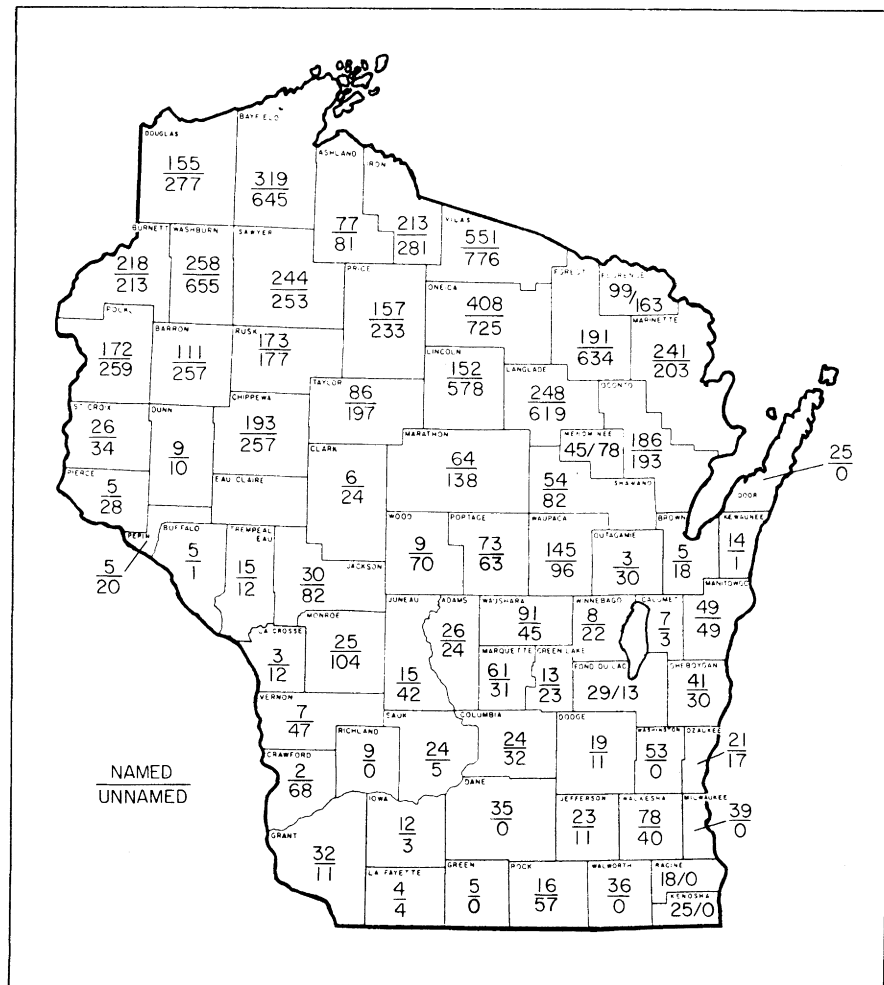 BAYFIELD
DOUGLAS
155
277
319
645
ASHLAND
IRON
77
81
213
281
VILAS
551
776
BURNETT
WASHBURN
SAWYER
218
213
258
655
244
253
PRICE
157
233
ONEIDA
408
725
FOREST
191
634
FLORENCE
99/163
MARINETTE
241
203
POLK
172
259
BARRON
111
257
RUSK
173
177
LINCOLN
152
578
LANGLADE
248
619
OCONTO
186
193
TAYLOR
86
197
CHIPPEWA
193
257
ST CROIX
26
34
DUNN
9
10
MARATHON
64
138
MENOMINEE
45/78
SHAWANO
54
82
25
0
DOOR
CLARK
6
24
PIERCE
5
28
EAU CLAIRE
PEPIN
5
20
BUFFALO
5
1
TREMPEAL
EAU
15
12
JACKSON
30
82
WOOD
9
70
PORTAGE
73
63
WAUPACA
145
96
OUTAGAMIE
3
30
BROWN
5
18
KEWAUNEE
14
1
MANITOWOC
49
49
MONROE
25
104
JUNEAU
15
42
ADAMS
26
24
WAUSHARA
91
45
WINNEBAGO
8
22
CALUMET
7
3
LA CROSSE
3
12
MARQUETTE
61
31
GREEN LAKE
13
23
FOND DU LAC
29/13
SHEBOYGAN
41
30
VERNON
7
47
SAUK
24
5
COLUMBIA
24
32
DODGE
19
11
WASHINGTON
53
0
OZAUKEE
21
17
RICHLAND
9
0
CRAWFORD
2
68
NAMED
UNNAMED
DANE
35
0
IOWA
12
3
JEFFERSON
23
11
WAUKESHA
78
40
MILWAUKEE
39
0
GRANT
32
11
LA FAYETTE
4
4
GREEN
5
0
ROCK
16
57
WALWORTH
36
0
RACINE
18/0
KENOSHA
25/0